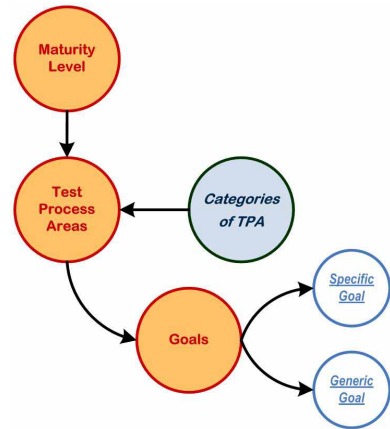 Maturity
Level
Test
Process
Areas
Categories
of TPA
Specific
Goal
Goals
Generic
Goal